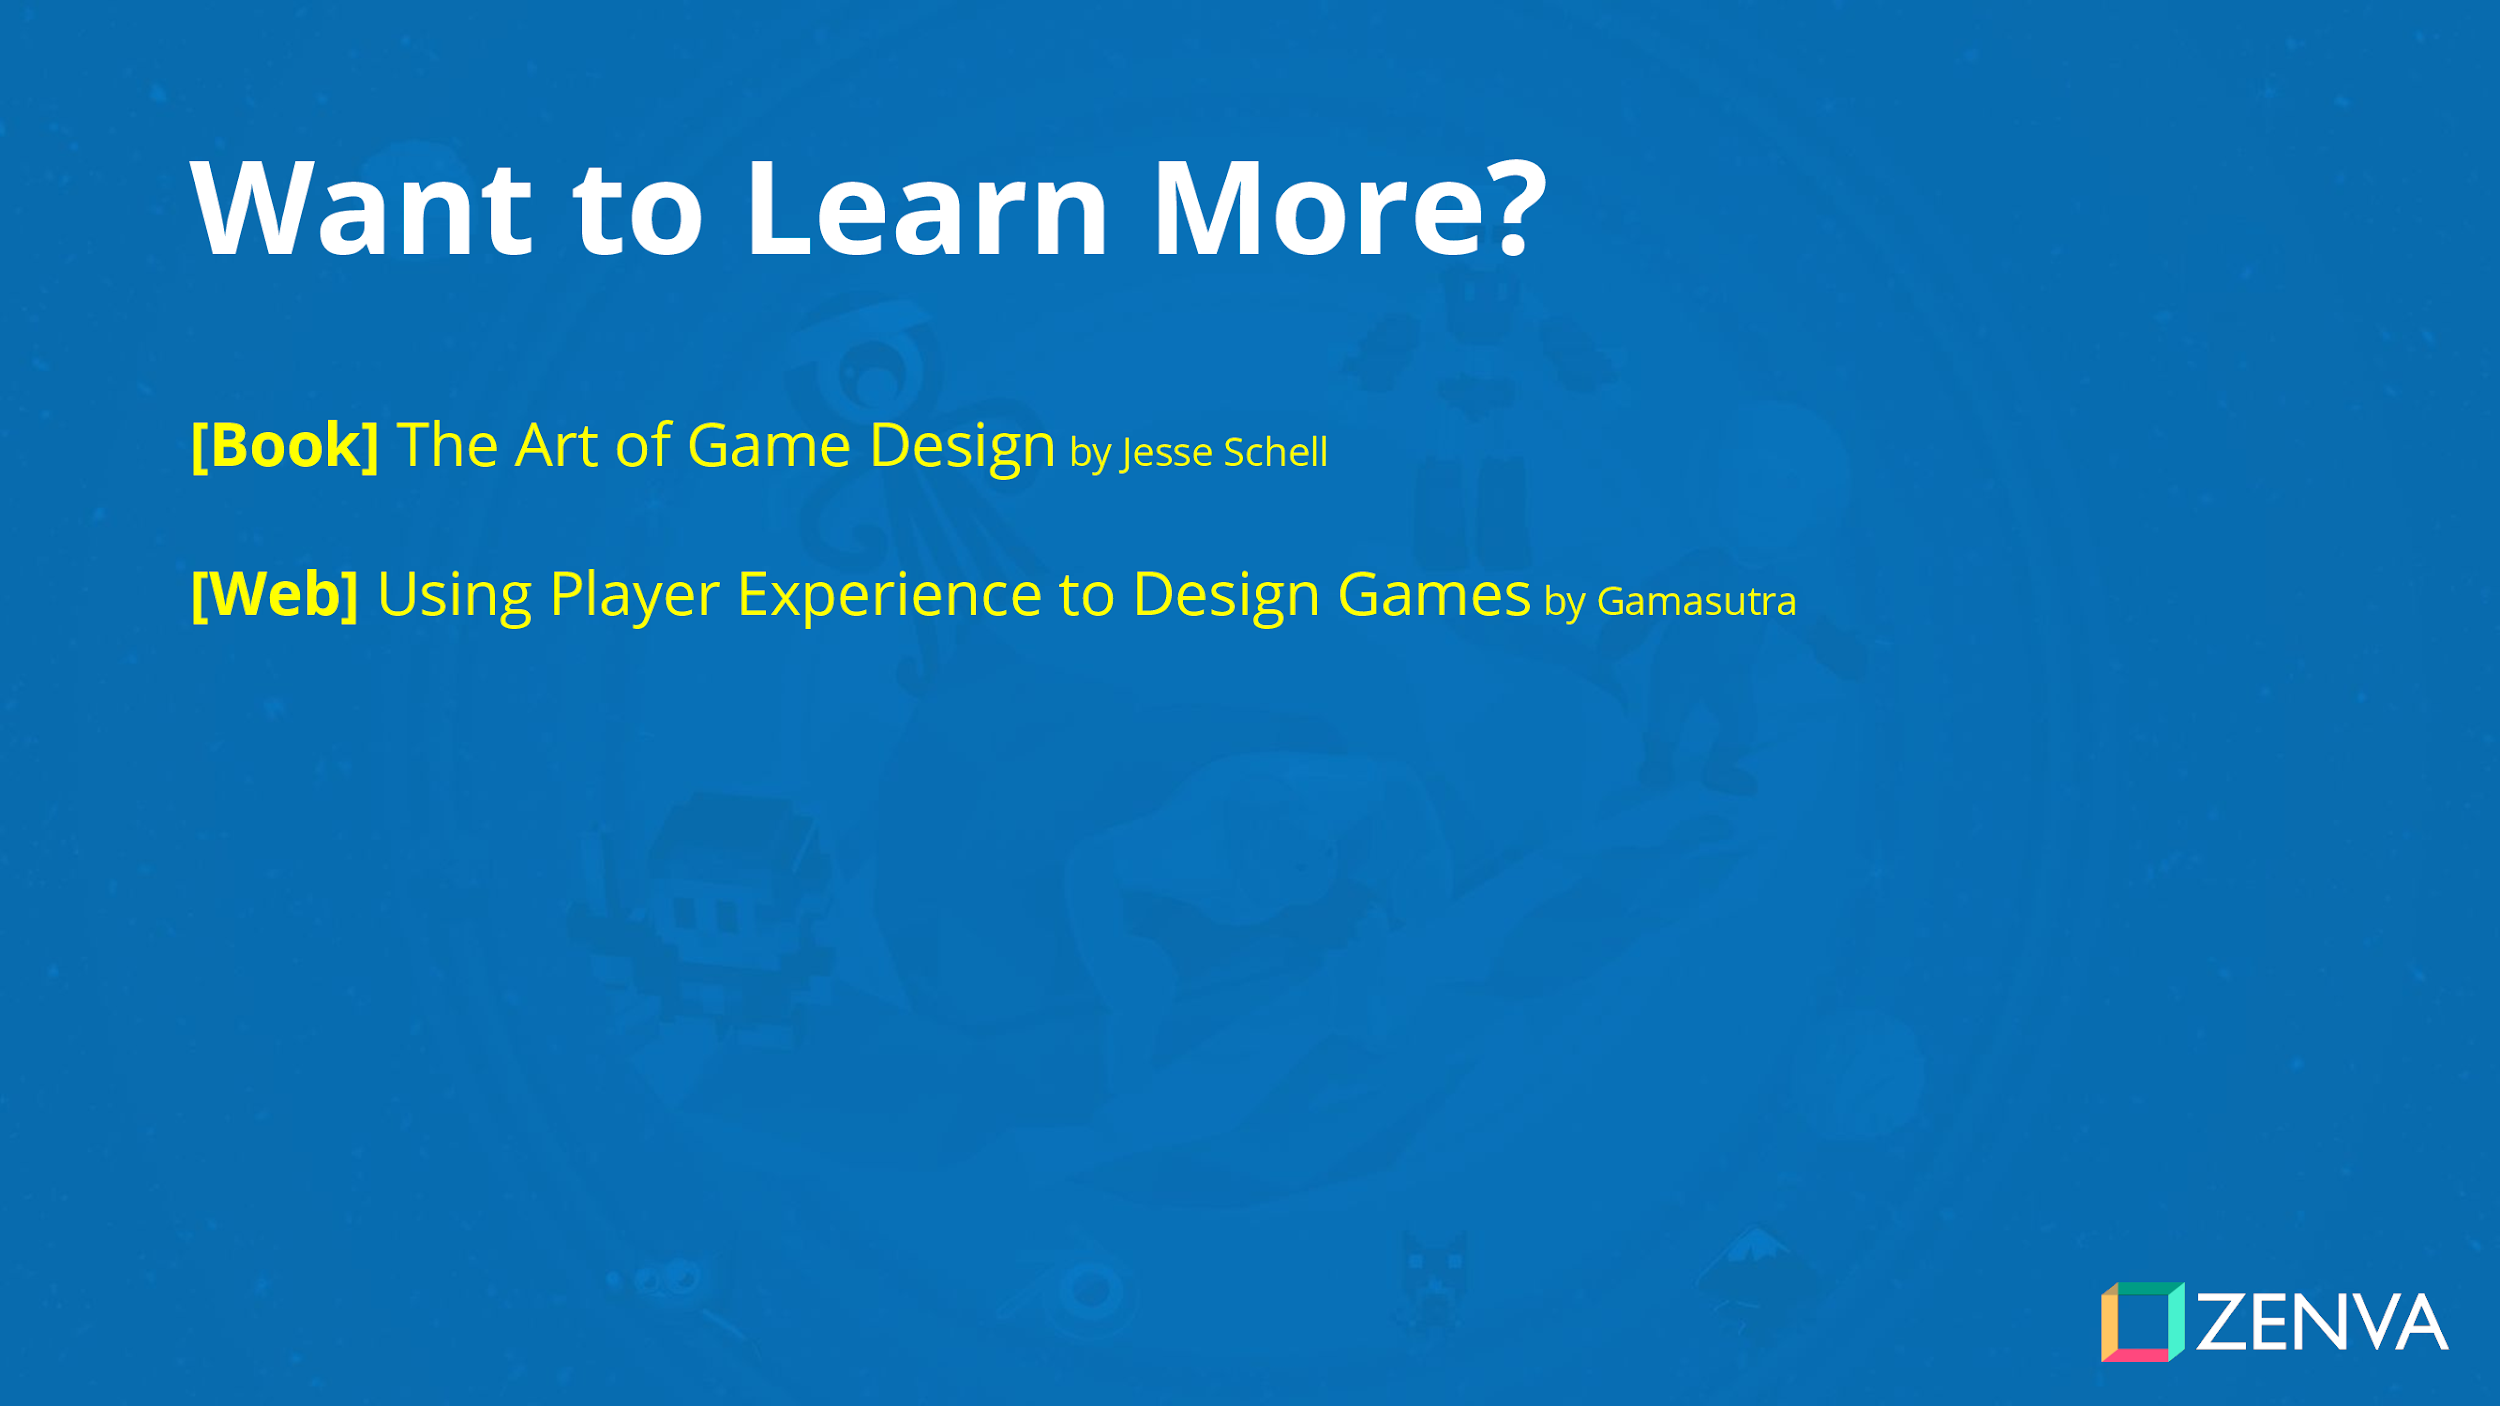 Want to Learn More?
[Book] The Art of Game Design by Jesse Schell
[Web] Using Player Experience to Design Games by Gamasutra
ZENVA